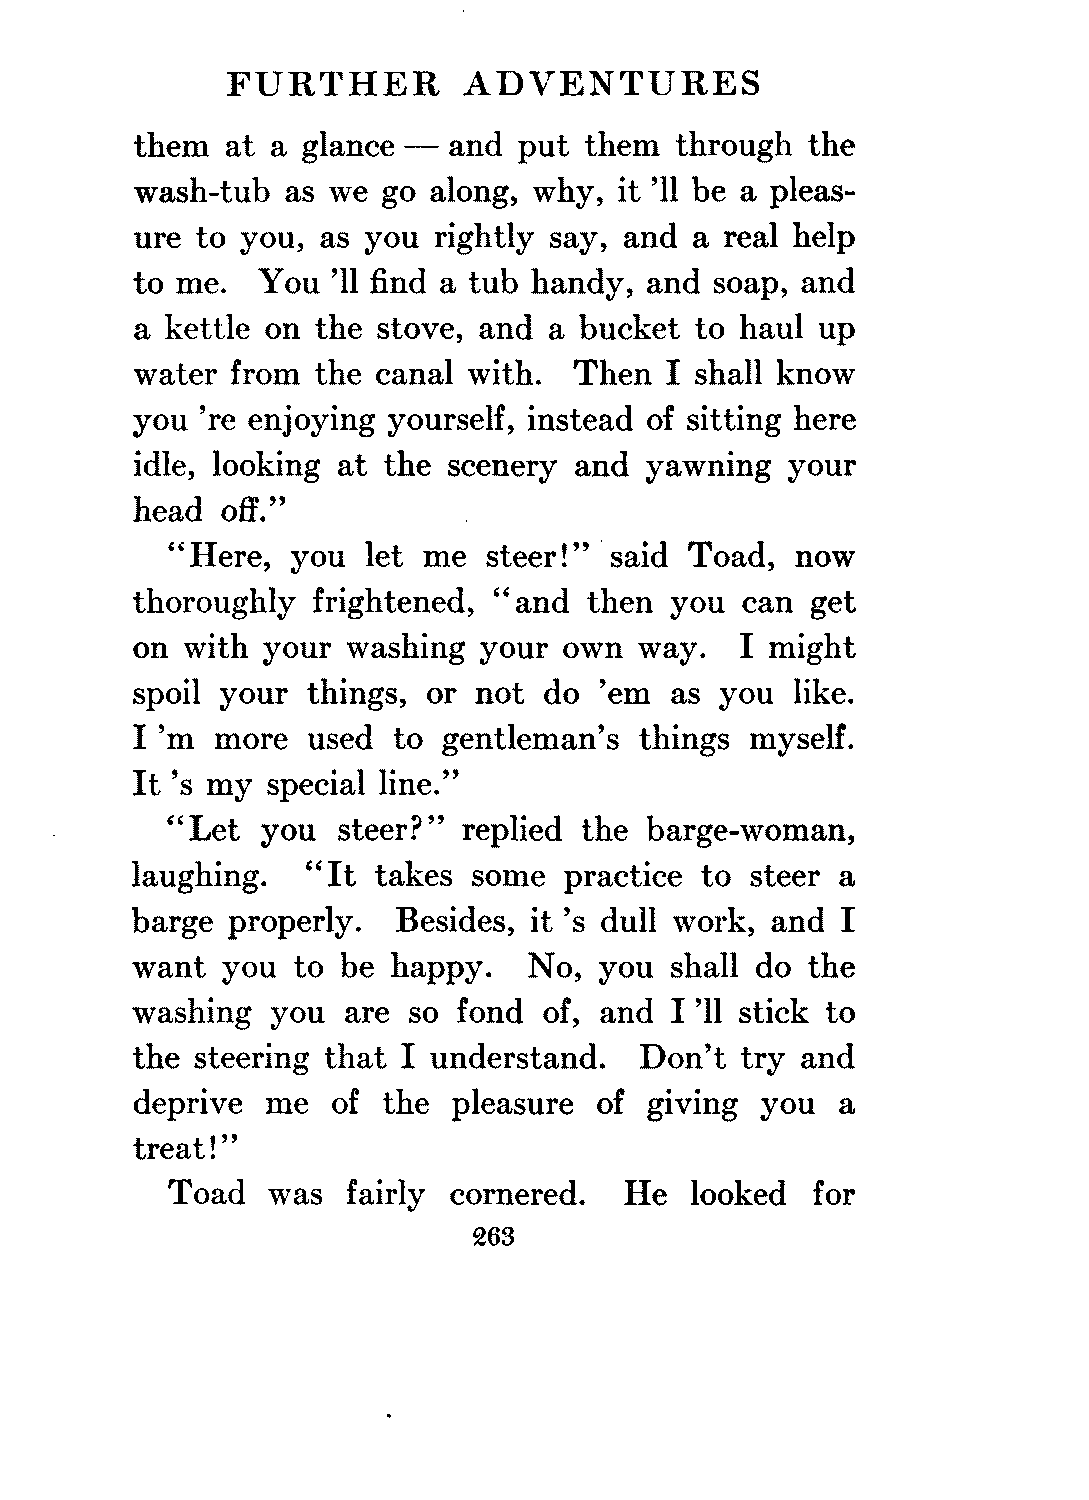 FURTHER ADVENTURES
them at a glance — and put them through the
wash-tub as we go along, why, it 'll be a pleas-
ure to you, as you rightly say, and a real help
to me. You 'll find a tub handy, and soap, and
a kettle on the stove, and a bucket to haul up
water from the canal with. Then I shall know
you 're enjoying yourself, instead of sitting here
idle, looking at the scenery and yawning your
head off."
"Here, you let me steer!" said Toad, now
thoroughly frightened, "and then you can get
on with your washing your own way. I might
spoil your things, or not do 'em as you like.
I 'm more used to gentleman's things myself.
It 's my special line."
"Let you steer?" replied the barge-woman,
laughing. "It takes some practice to steer a
barge properly. Besides, it 's dull work, and I
want you to be happy. No, you shall do the
washing you are so fond of, and I 'll stick to
the steering that I understand. Don't try and
deprive me of the pleasure of giving you a
treat!"
Toad was fairly cornered. He looked for
263